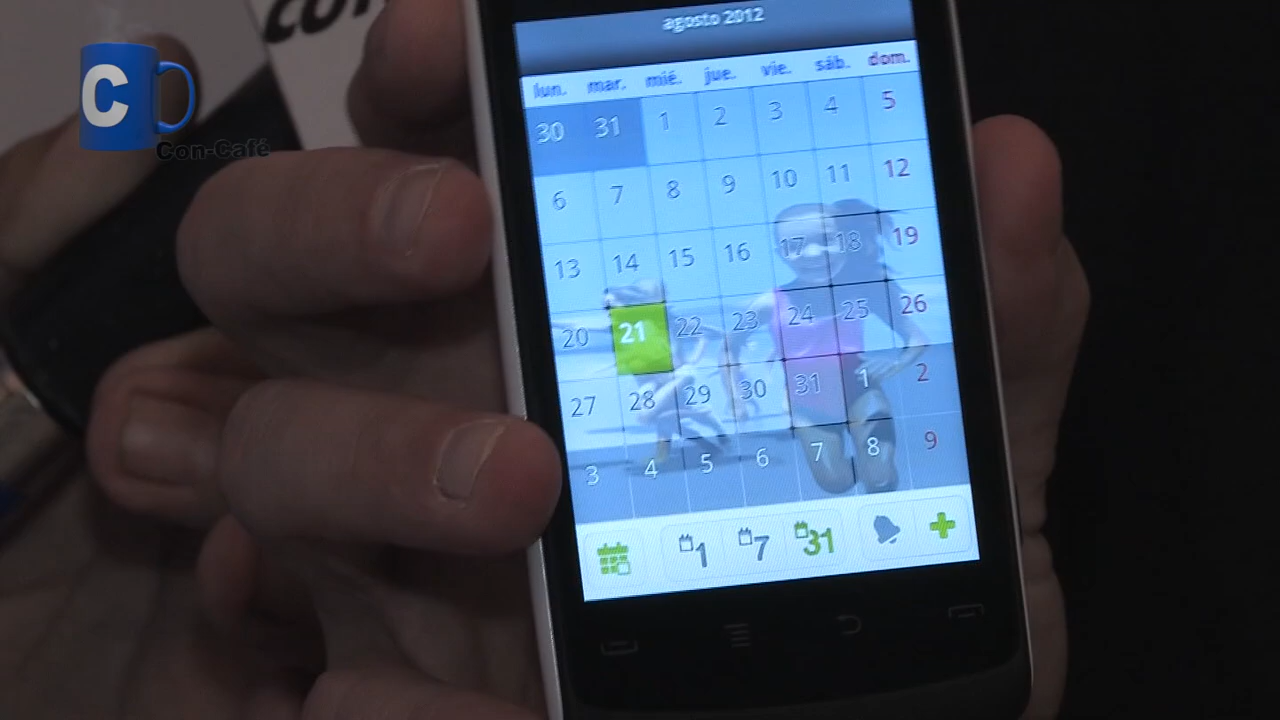 C
Con-Café
agosto 2012
lun. mar. mié. jue. vie. sáb. dom.
30 31 1 2 3 4 5
6 7 8 9 10 11 12
13 14 15 16 17 18 19
20 21 22 23 24 25 26
27 28 29 30 31 1 2
3 4 5 6 7 8 9
1 7 31